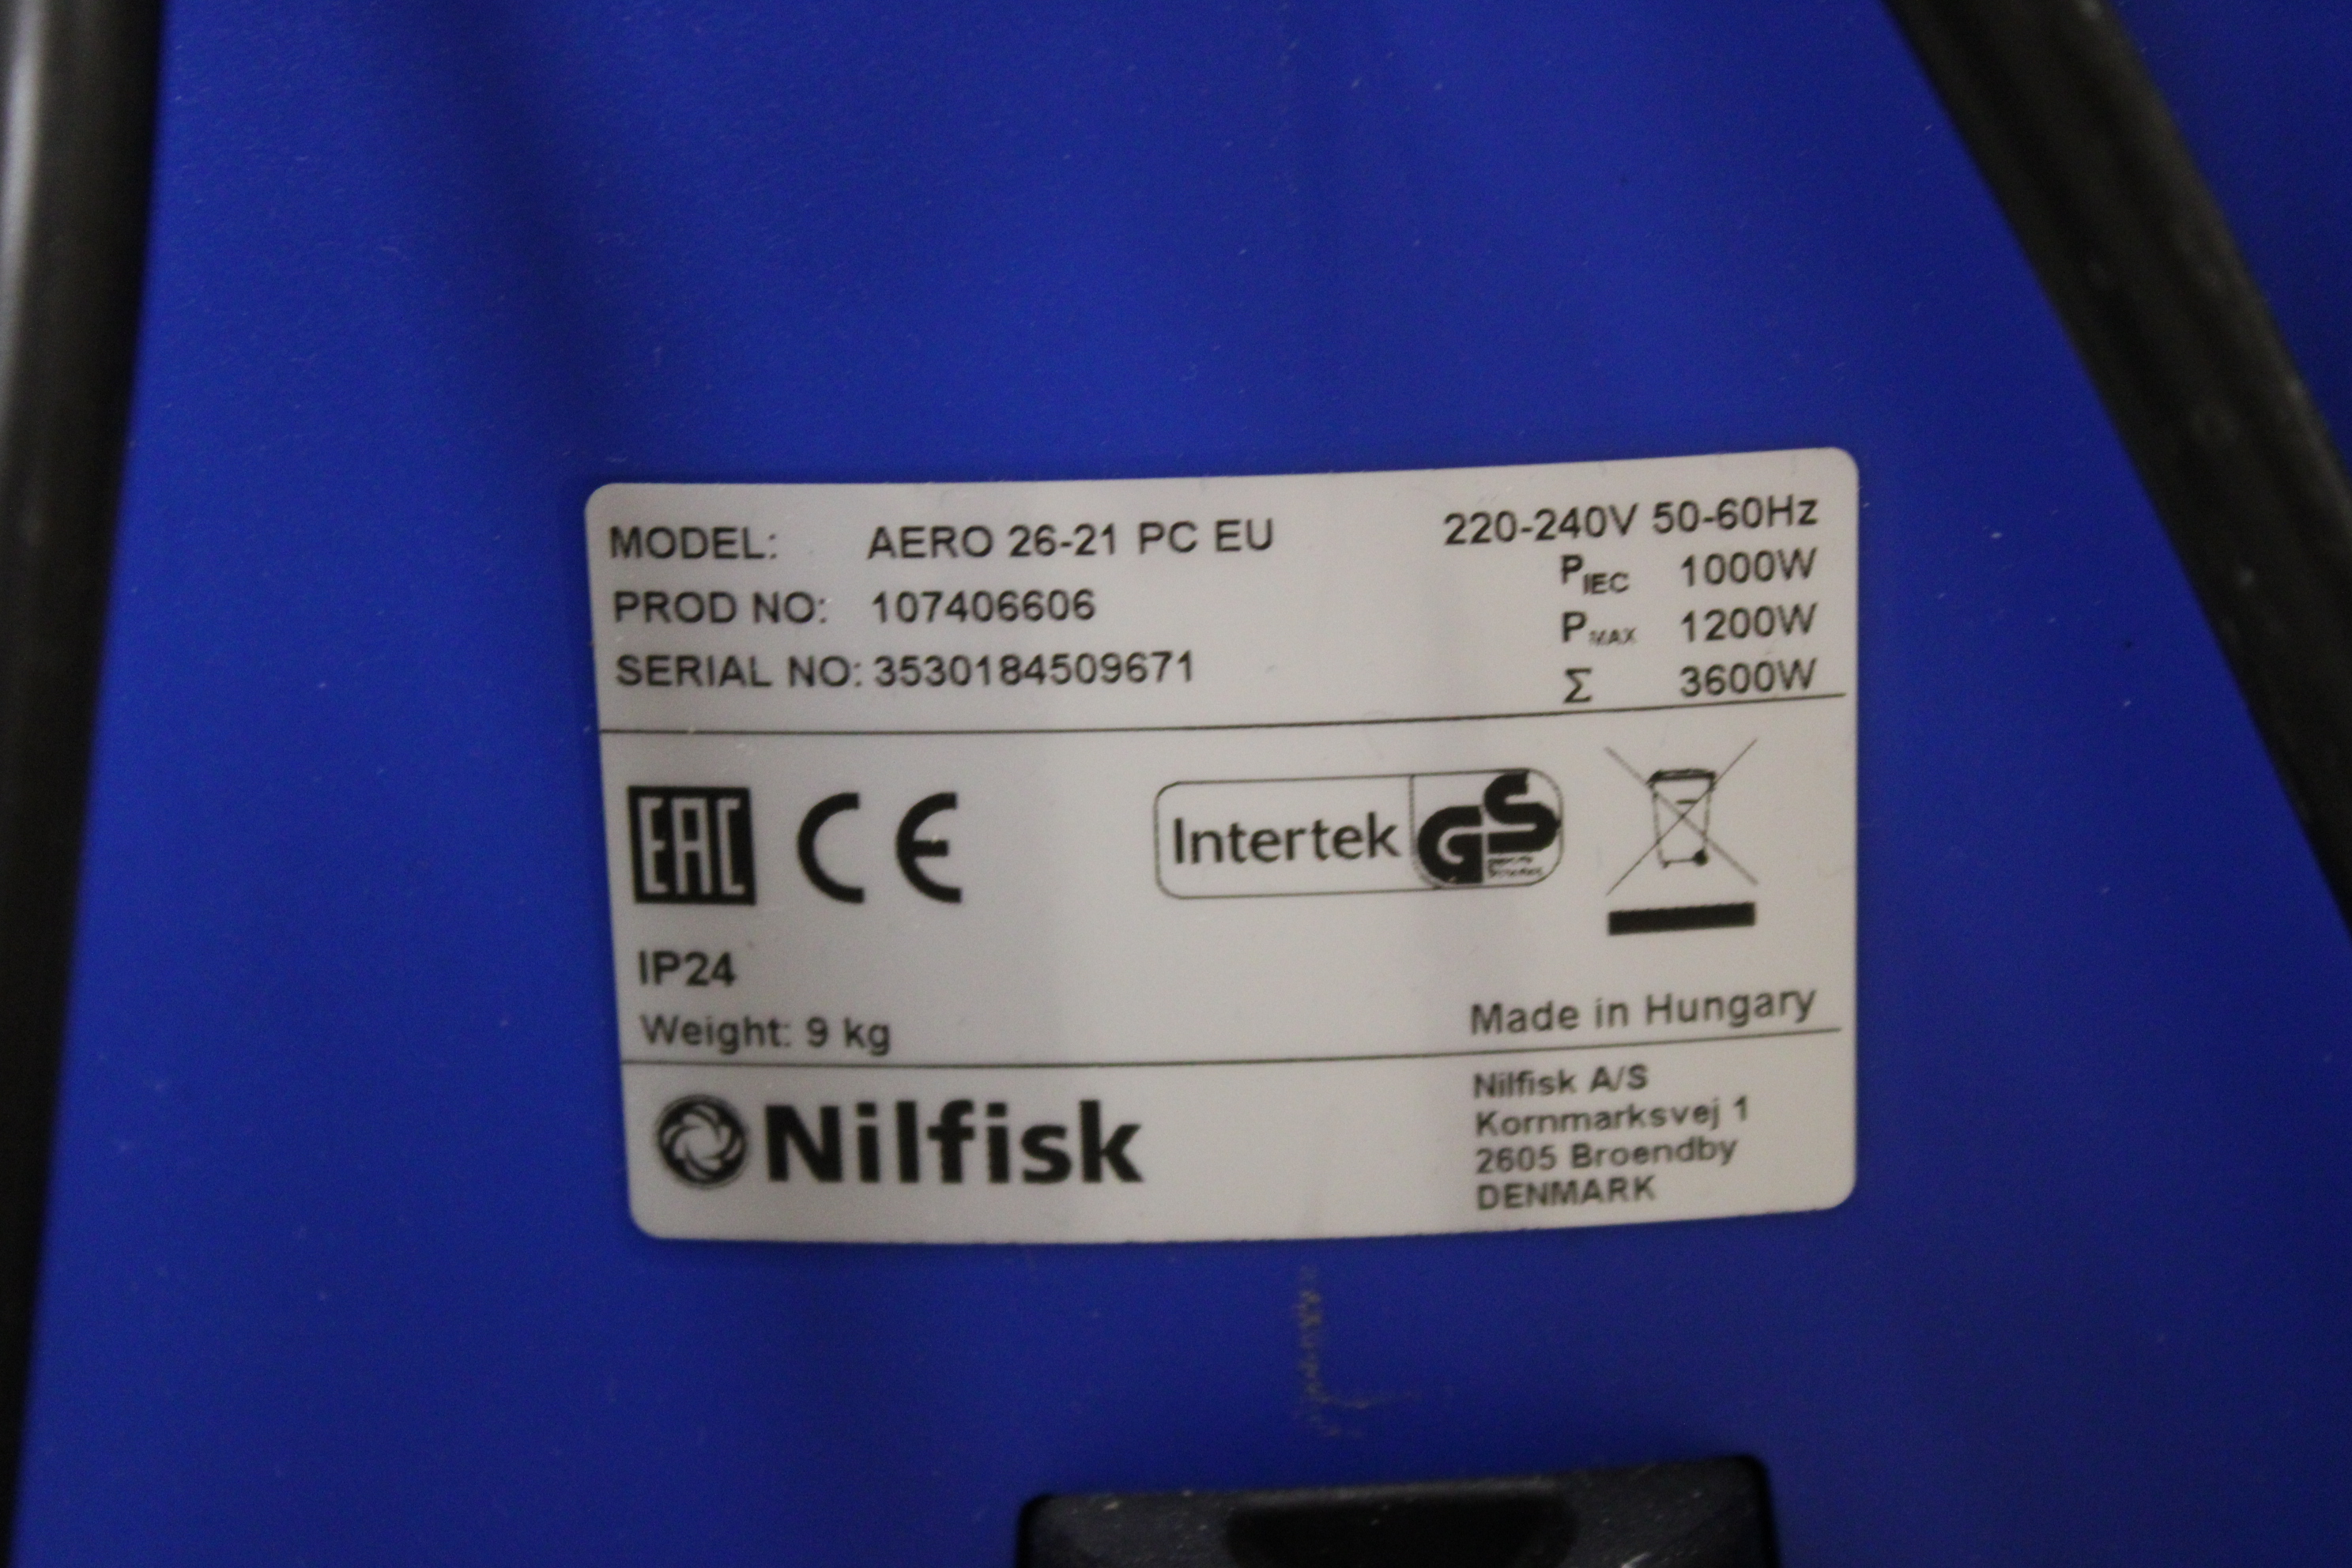 MODEL: AERO 26-21 PC EU
PROD NO: 107406606
SERIAL NO: 3530184509671
220-240V 50-60Hz
PIEC 1000W
PMAX 1200W
Σ 3600W
EAC CE
Intertek GS
IP24
Weight: 9 kg
Made in Hungary
Nilfisk
Nilfisk A/S
Kornmarksvej 1
2605 Broendby
DENMARK